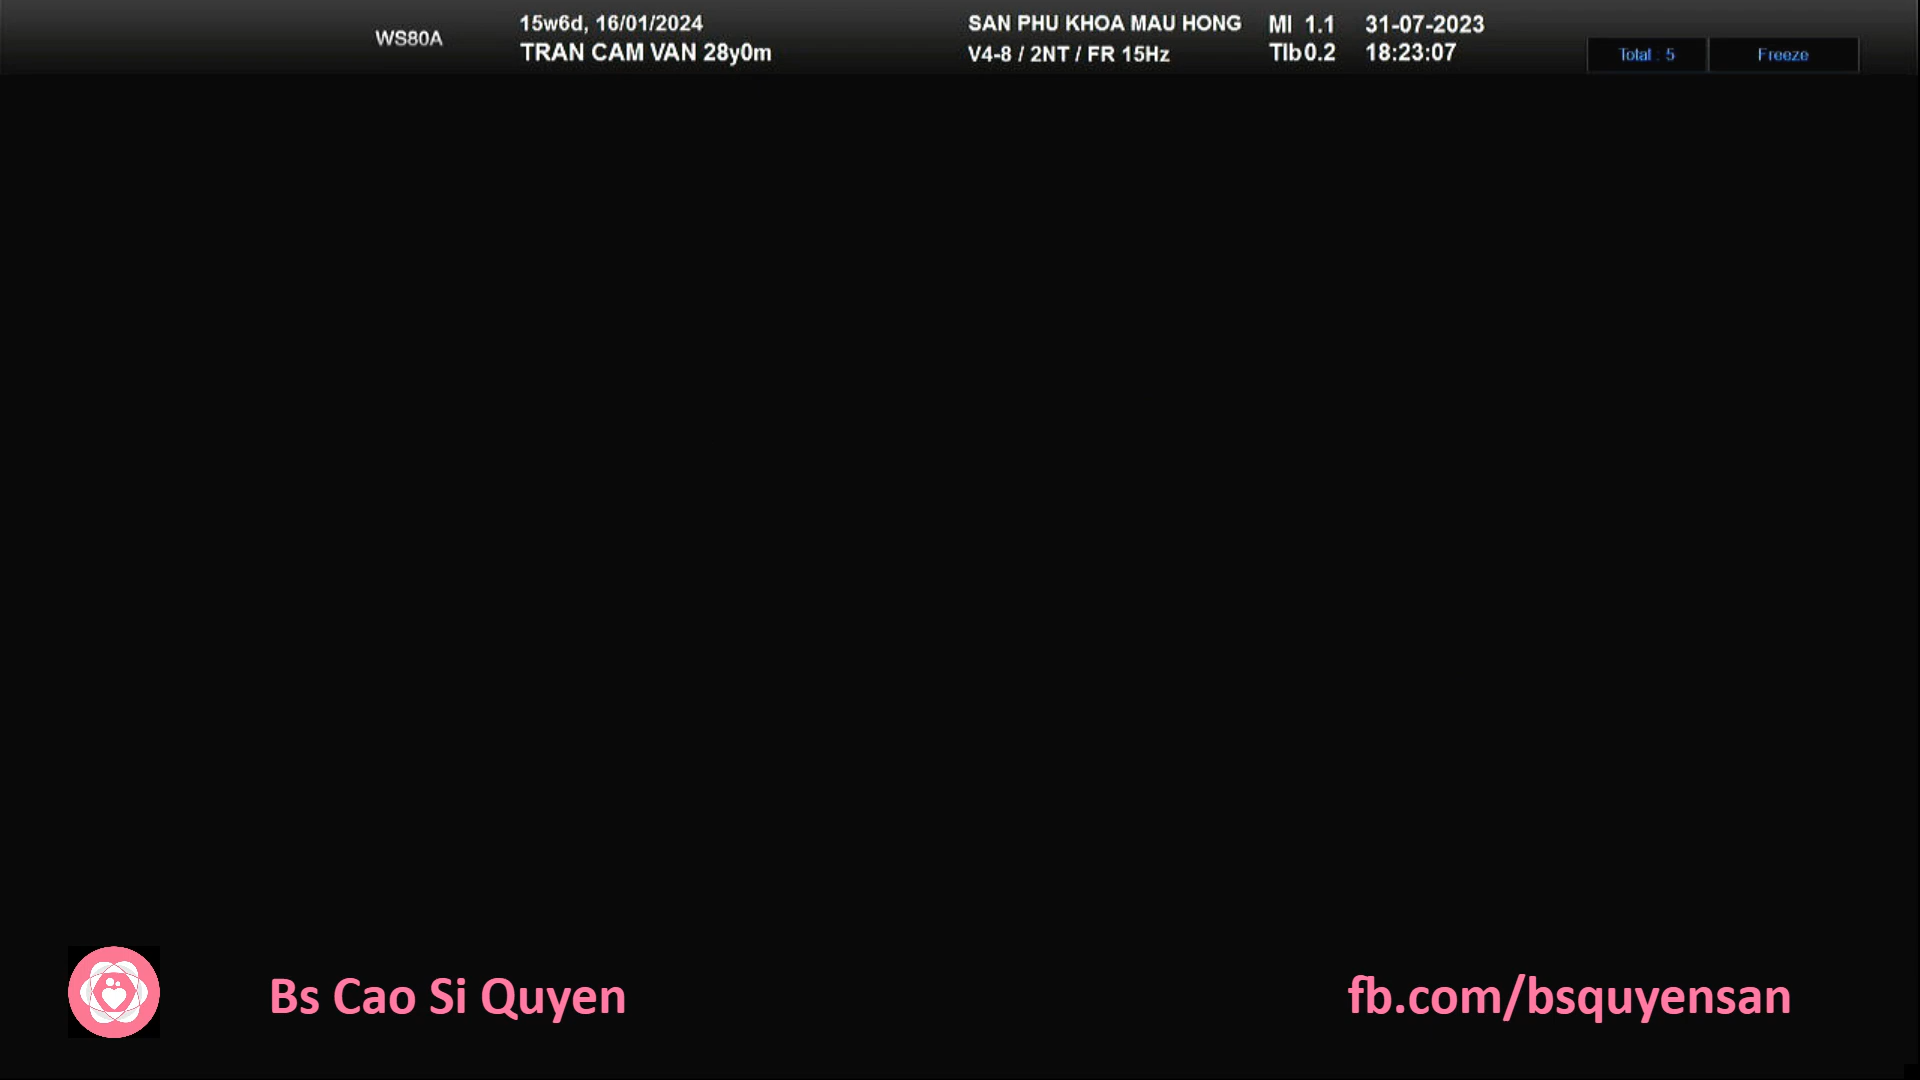 WS80A
15w6d, 16/01/2024
TRAN CAM VAN 28y0m
SAN PHU KHOA MAU HONG
V4-8 / 2NT / FR 15Hz
MI 1.1
TIb0.2
31-07-2023
18:23:07
Total : 5
Freeze
Bs Cao Si Quyen
fb.com/bsquyensan